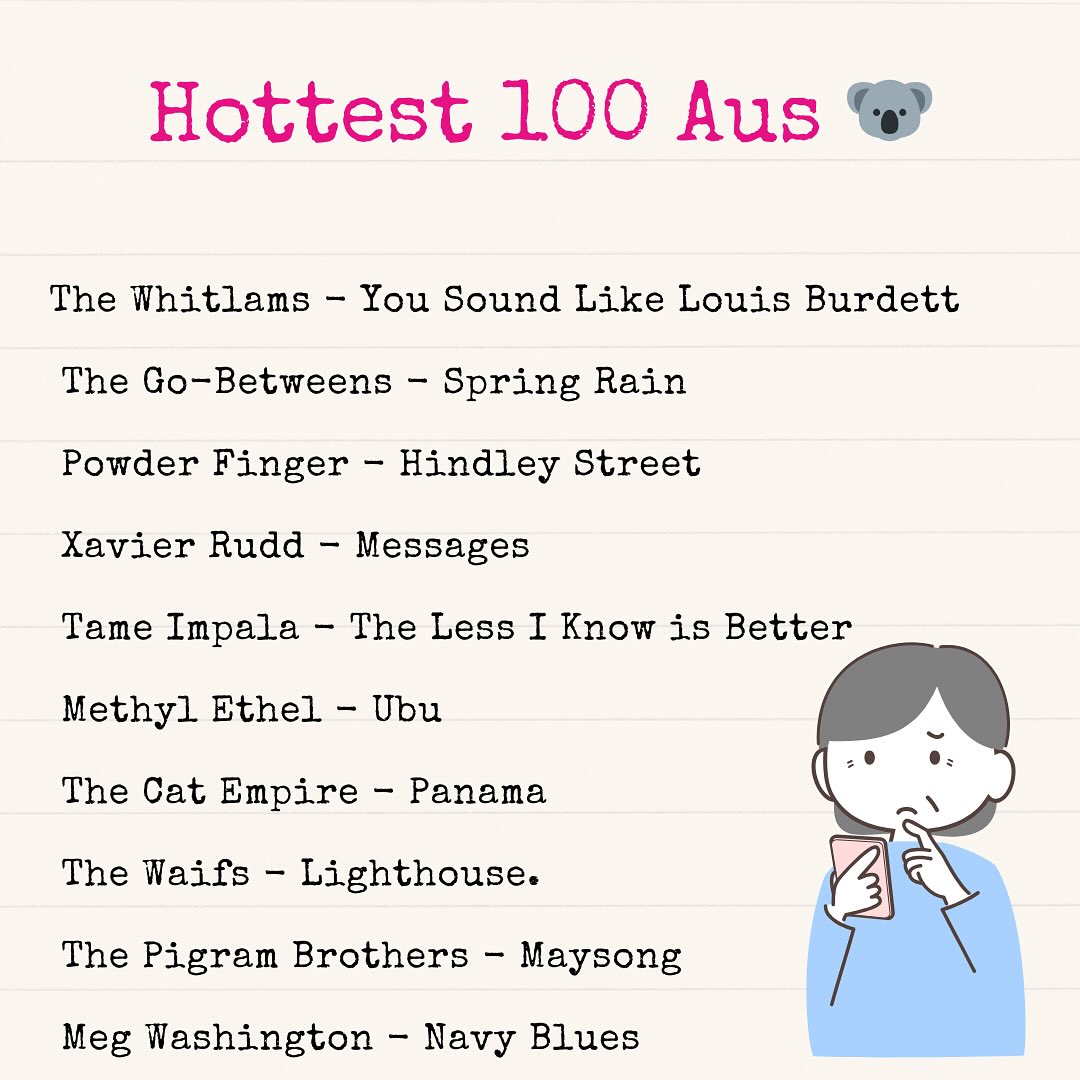 Hottest 100 Aus 🐨
The Whitlams - You Sound Like Louis Burdett
The Go-Betweens - Spring Rain
Powder Finger - Hindley Street
Xavier Rudd - Messages
Tame Impala - The Less I Know is Better
Methyl Ethel - Ubu
The Cat Empire - Panama
The Waifs - Lighthouse.
The Pigram Brothers - Maysong
Meg Washington - Navy Blues